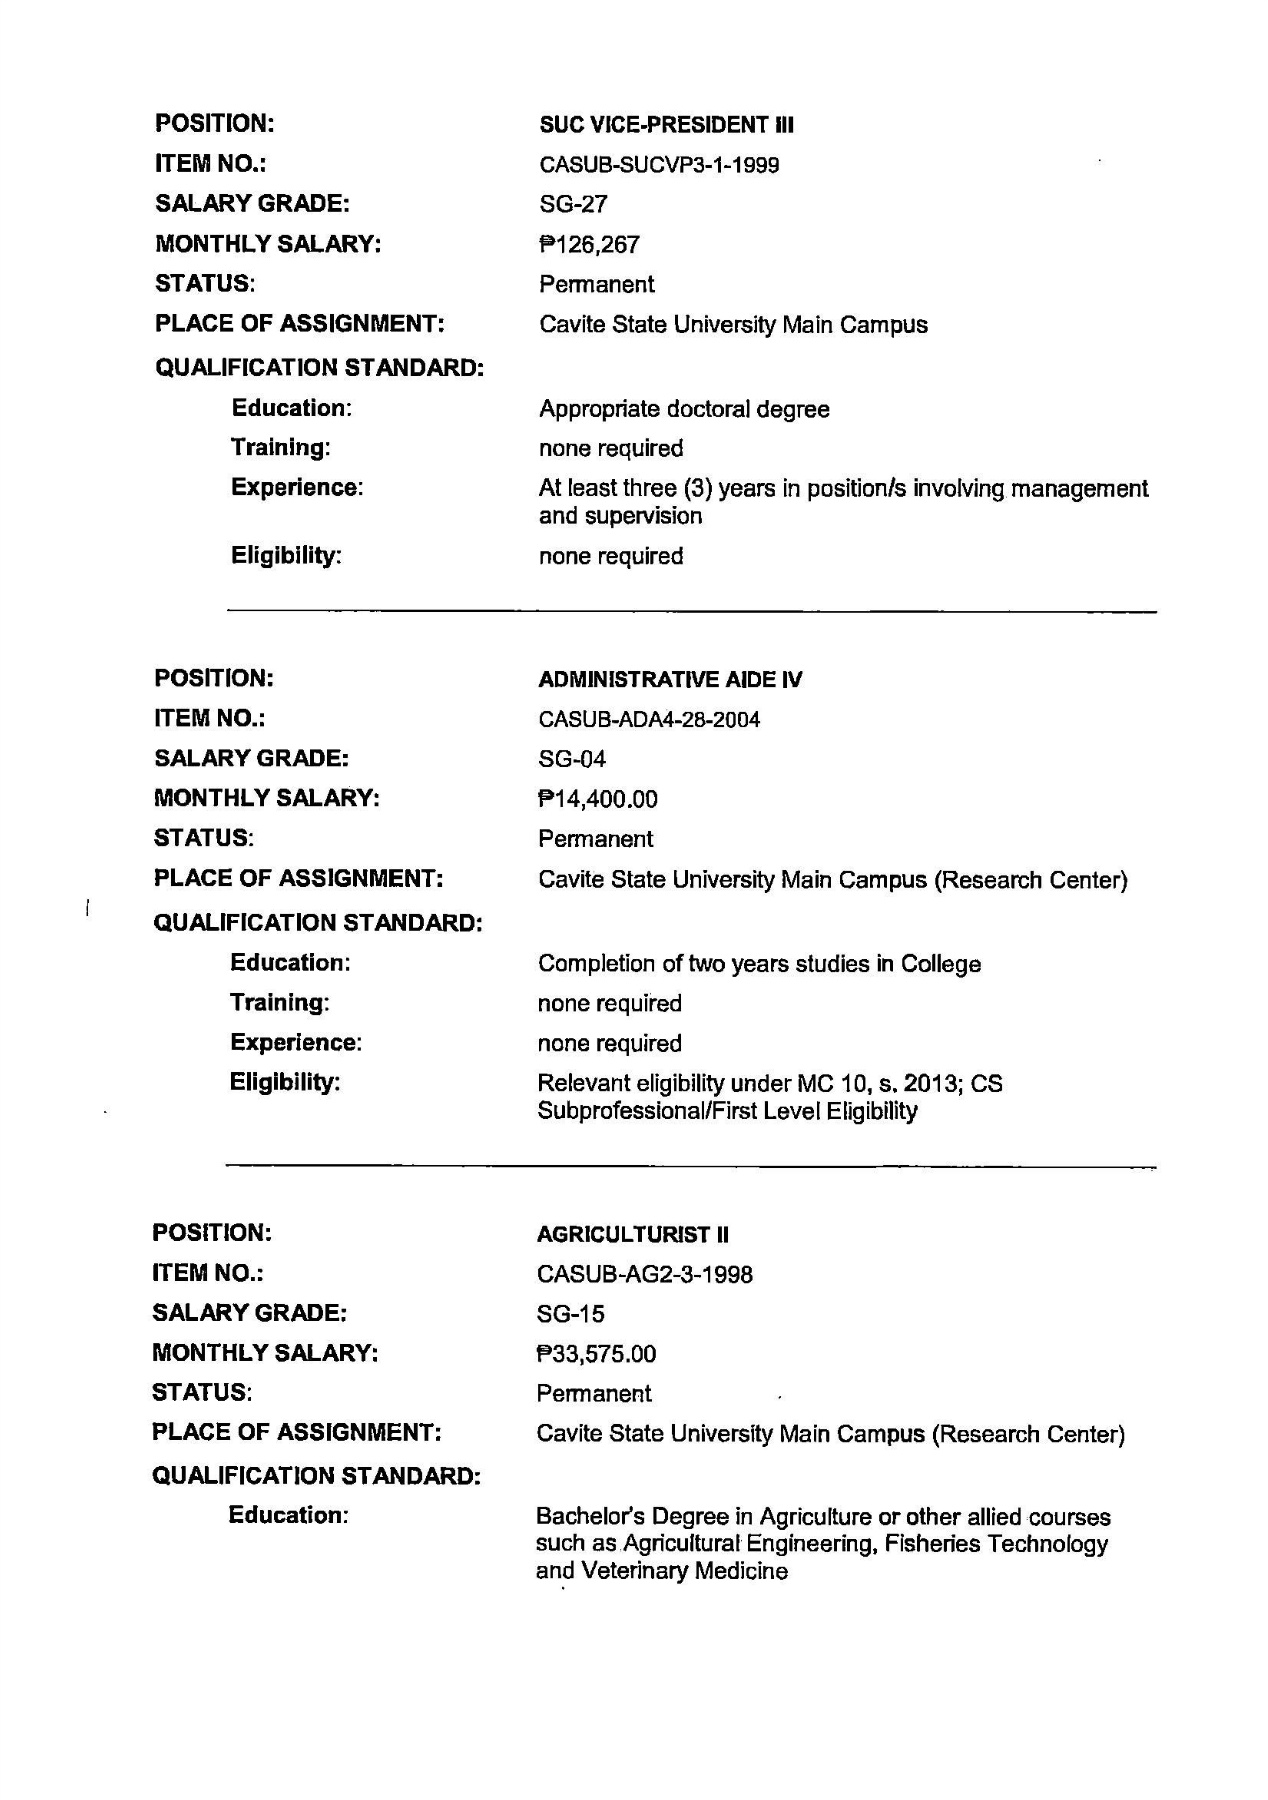 POSITION: SUC VICE-PRESIDENT III
ITEM NO.: CASUB-SUCVP3-1-1999
SALARY GRADE: SG-27
MONTHLY SALARY: ₱126,267
STATUS: Permanent
PLACE OF ASSIGNMENT: Cavite State University Main Campus
QUALIFICATION STANDARD:
Education: Appropriate doctoral degree
Training: none required
Experience: At least three (3) years in position/s involving management
and supervision
Eligibility: none required
POSITION: ADMINISTRATIVE AIDE IV
ITEM NO.: CASUB-ADA4-28-2004
SALARY GRADE: SG-04
MONTHLY SALARY: ₱14,400.00
STATUS: Permanent
PLACE OF ASSIGNMENT: Cavite State University Main Campus (Research Center)
QUALIFICATION STANDARD:
Education: Completion of two years studies in College
Training: none required
Experience: none required
Eligibility: Relevant eligibility under MC 10, s. 2013; CS
Subprofessional/First Level Eligibility
POSITION: AGRICULTURIST II
ITEM NO.: CASUB-AG2-3-1998
SALARY GRADE: SG-15
MONTHLY SALARY: ₱33,575.00
STATUS: Permanent
PLACE OF ASSIGNMENT: Cavite State University Main Campus (Research Center)
QUALIFICATION STANDARD:
Education: Bachelor's Degree in Agriculture or other allied courses
such as Agricultural Engineering, Fisheries Technology
and Veterinary Medicine